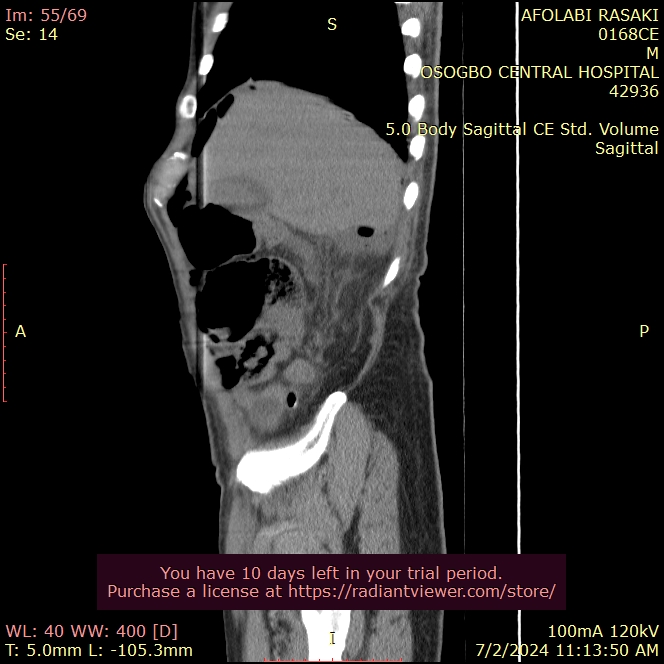 Im: 55/69
Se: 14
S
AFOLABI RASAKI
0168CE
M
OSOGBO CENTRAL HOSPITAL
42936
5.0 Body Sagittal CE Std. Volume
Sagittal
A
P
You have 10 days left in your trial period.
Purchase a license at https://radiantviewer.com/store/
I
WL: 40 WW: 400 [D]
T: 5.0mm L: -105.3mm
100mA 120kV
7/2/2024 11:13:50 AM